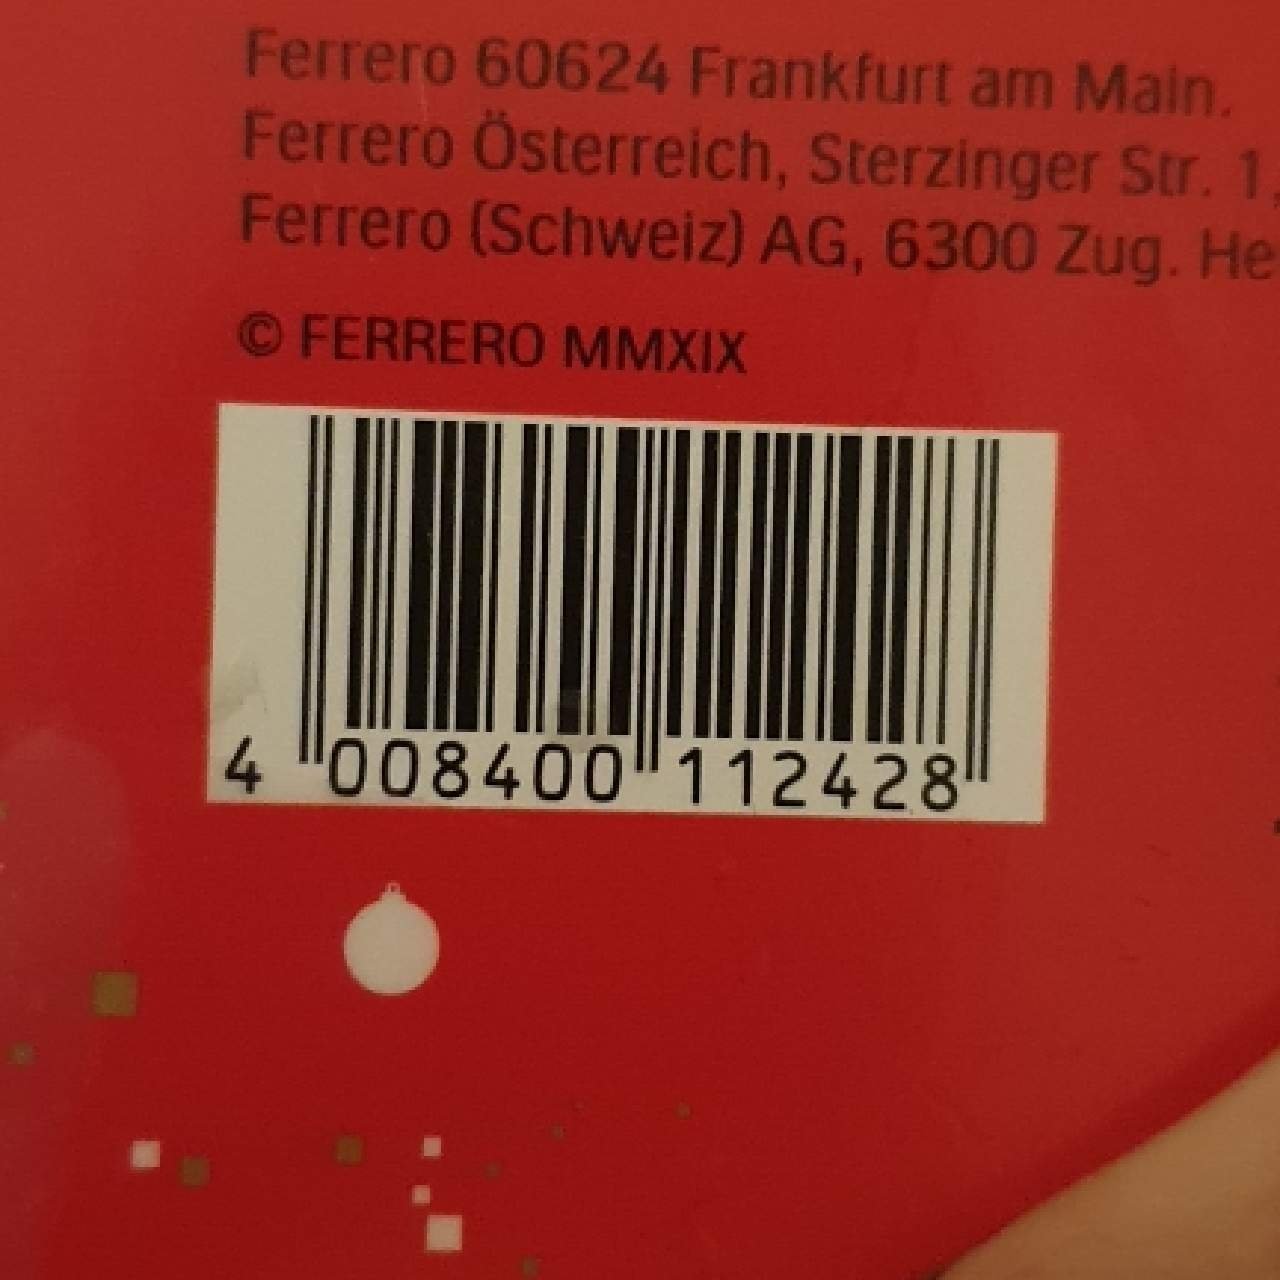 Ferrero 60624 Frankfurt am Main.
Ferrero Österreich, Sterzinger Str. 1,
Ferrero (Schweiz) AG, 6300 Zug. He
© FERRERO MMXIX
4 008400 112428